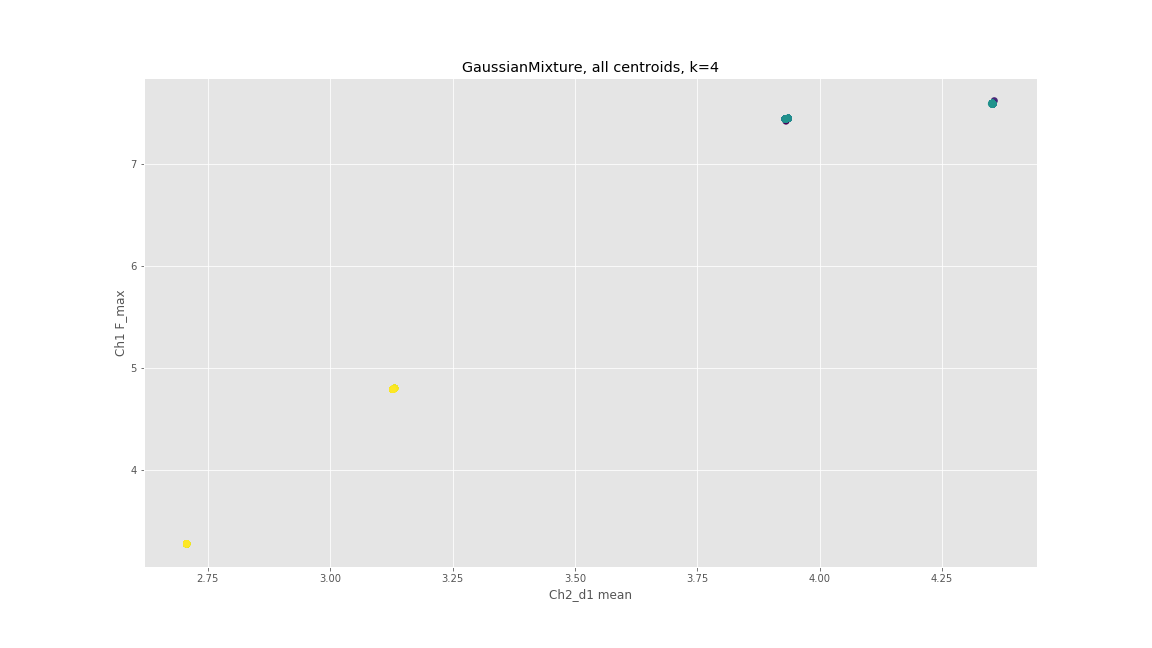 GaussianMixture, all centroids, k=4
7
6
5
4
Ch1 F_max
2.75 3.00 3.25 3.50 3.75 4.00 4.25
Ch2_d1 mean